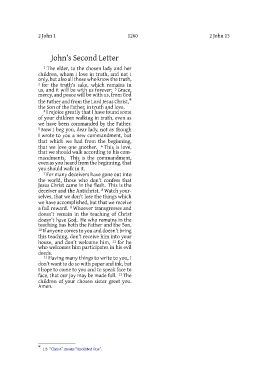 2 John 1 1260 2 John 13
John's Second Letter
1 The elder, to the chosen lady and her
children, whom I love in truth, and not I
only, but also all those who know the truth,
2 for the truth's sake, which remains in
us, and it will be with us forever: 3 Grace,
mercy, and peace will be with us, from God
the Father and from the Lord Jesus Christ,*
the Son of the Father, in truth and love.
4 I rejoice greatly that I have found some
of your children walking in truth, even as
we have been commanded by the Father.
5 Now I beg you, dear lady, not as though
I wrote to you a new commandment, but
that which we had from the beginning,
that we love one another. 6 This is love,
that we should walk according to his com-
mandments. This is the commandment,
even as you heard from the beginning, that
you should walk in it.
7 For many deceivers have gone out into
the world, those who don't confess that
Jesus Christ came in the flesh. This is the
deceiver and the Antichrist. 8 Watch your-
selves, that we don't lose the things which
we have accomplished, but that we receive
a full reward. 9 Whoever transgresses and
doesn't remain in the teaching of Christ
doesn't have God. He who remains in the
teaching has both the Father and the Son.
10 If anyone comes to you and doesn't bring
this teaching, don't receive him into your
house, and don't welcome him, 11 for he
who welcomes him participates in his evil
deeds.
12 Having many things to write to you, I
don't want to do so with paper and ink, but
I hope to come to you and to speak face to
face, that our joy may be made full. 13 The
children of your chosen sister greet you.
Amen.
* 1:3: "Christ" means "Anointed One".